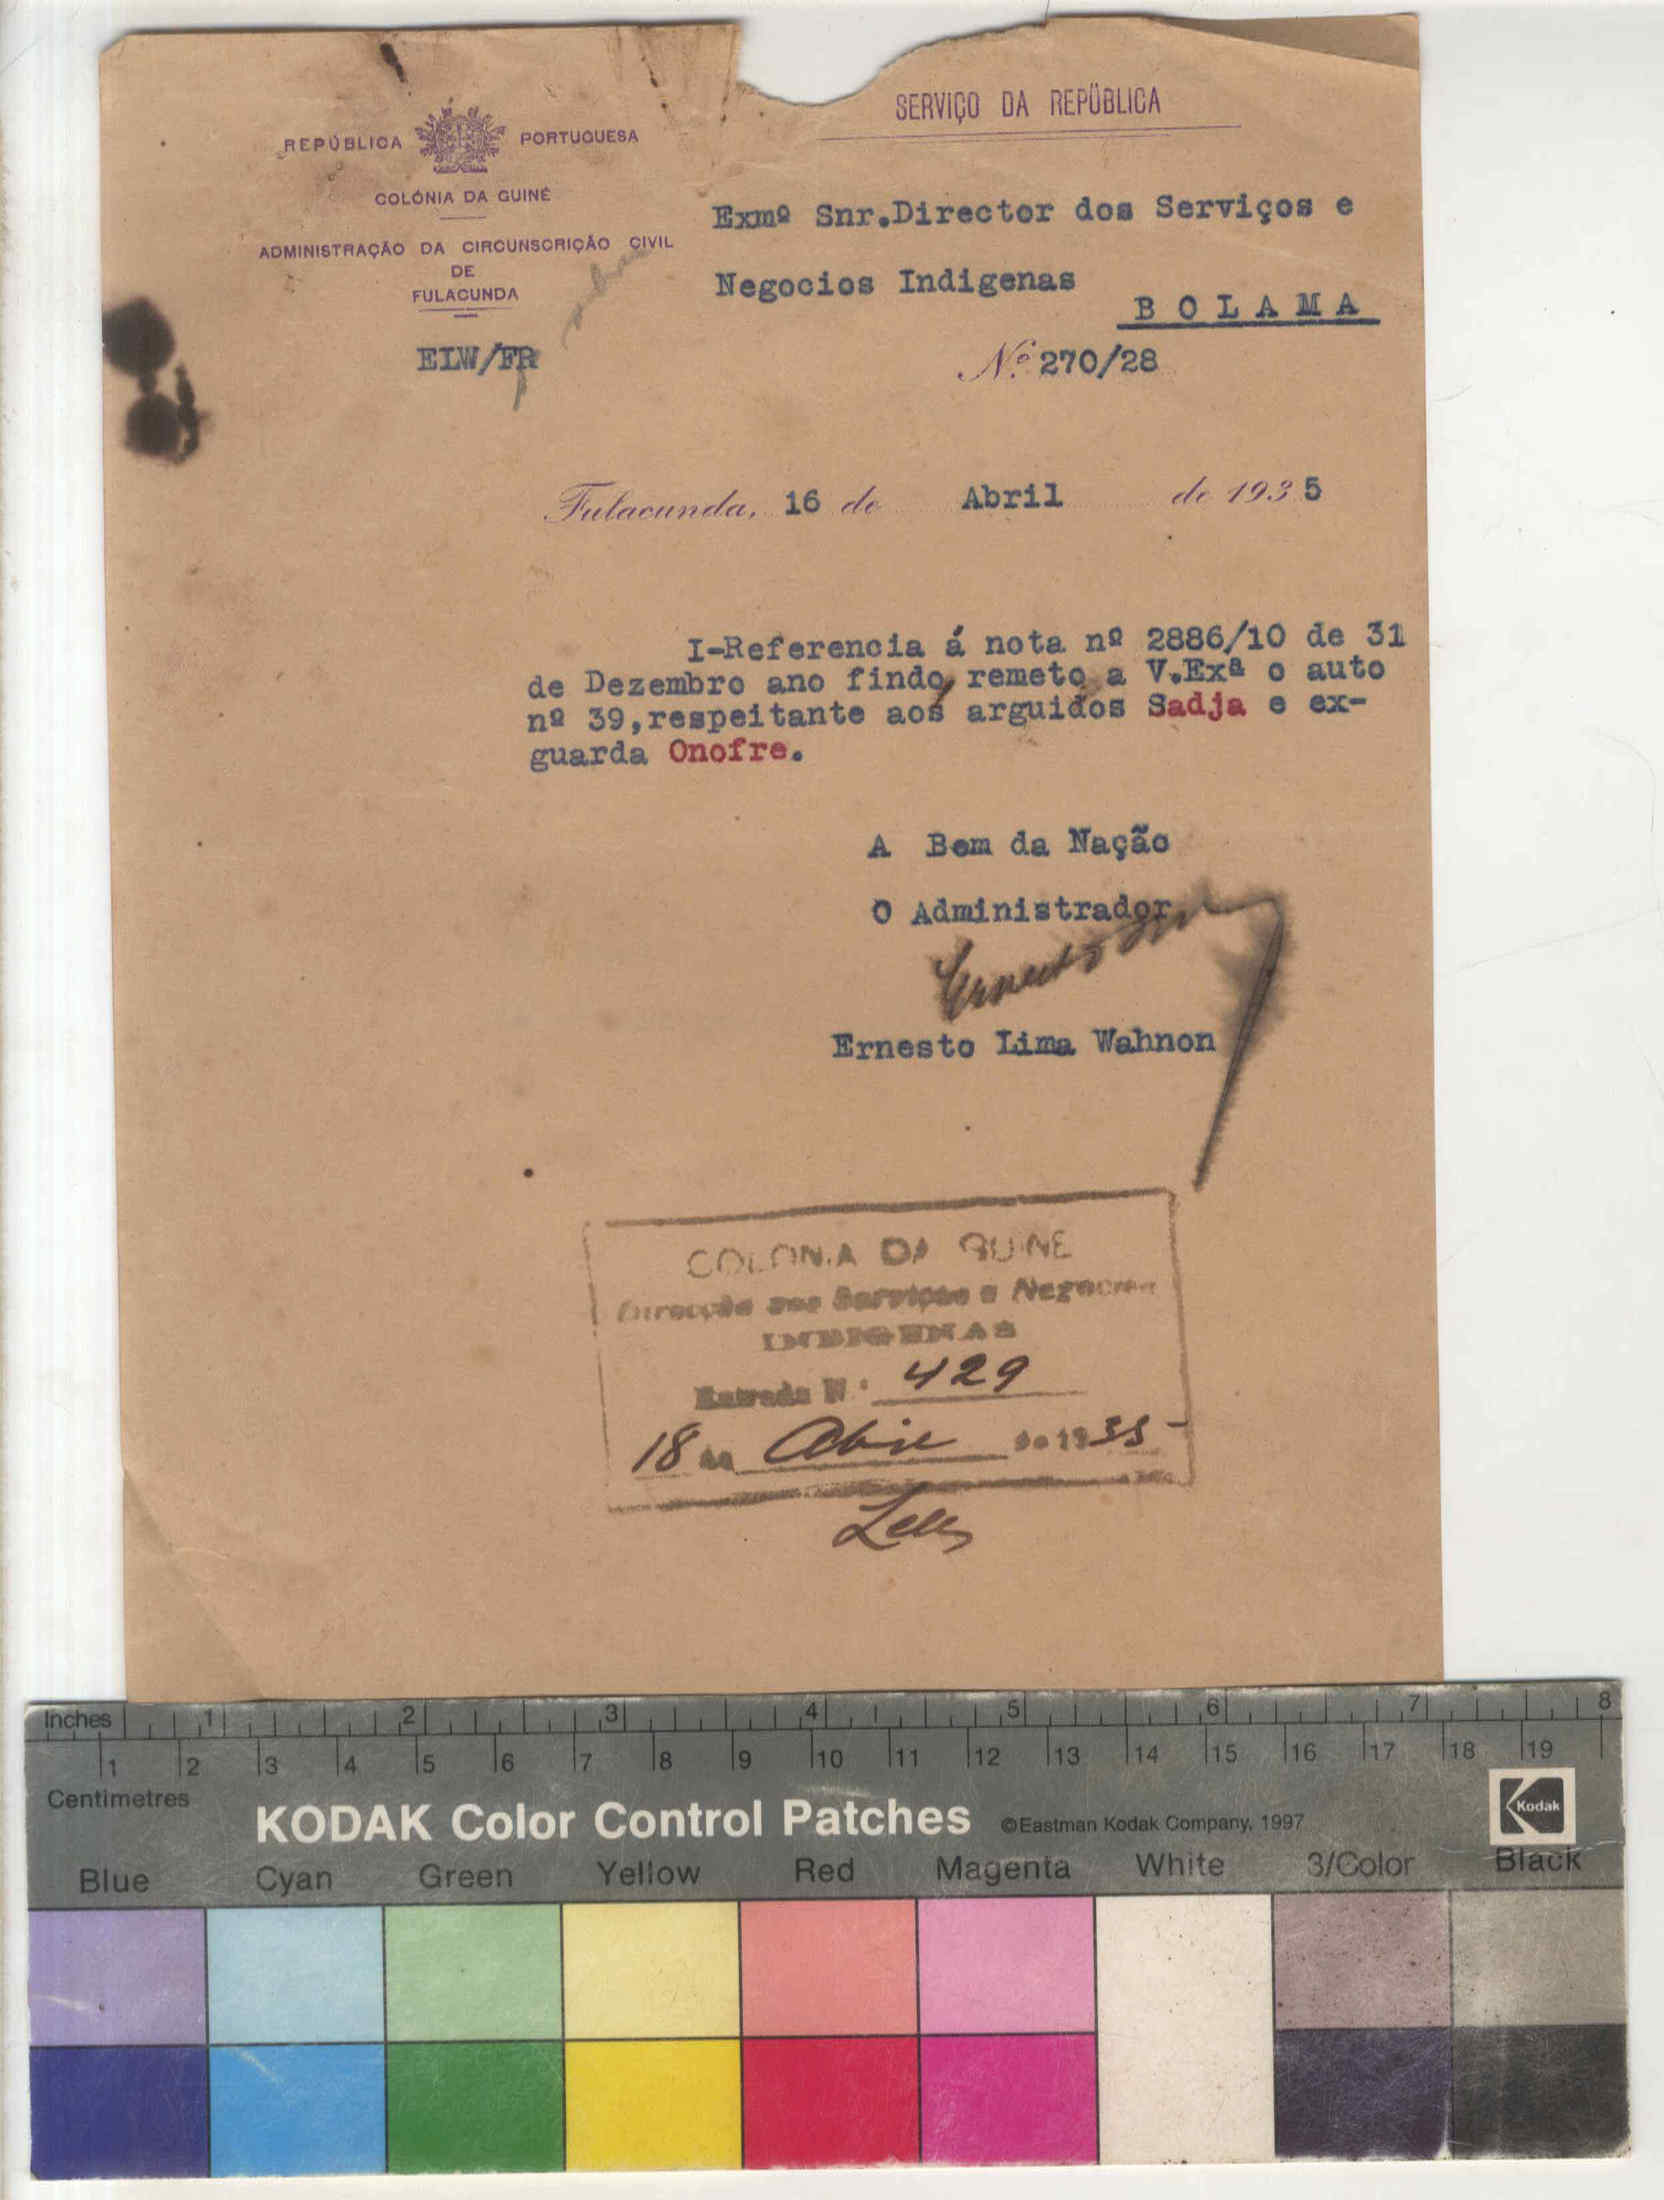 SERVIÇO DA REPÚBLICA
REPÚBLICA PORTUGUESA
COLÓNIA DA GUINÉ
ADMINISTRAÇÃO DA CIRCUNSCRIÇÃO CIVIL
DE
FULACUNDA
ELW/FR
Exmº Snr.Director dos Serviços e
Negocios Indigenas
BOLAMA
Nº 270/28
Fulacunda, 16 de Abril de 1935
I-Referencia á nota nº 2886/10 de 31
de Dezembro ano findo, remeto a V.Exª o auto
nº 39,respeitante aos arguidos Sadja e ex-
guarda Onofre.
A Bem da Nação
O Administrador
Ernesto Lima Wahnon
COLONIA DA GUINE
Direcção dos Serviços e Negocios
INDIGENAS
Entrada N.º 429
18 de Abril de 1935
Inches 1 2 3 4 5 6 7 8
1 2 3 4 5 6 7 8 9 10 11 12 13 14 15 16 17 18 19
Centimetres
KODAK Color Control Patches ©Eastman Kodak Company, 1997 Kodak
Blue Cyan Green Yellow Red Magenta White 3/Color Black